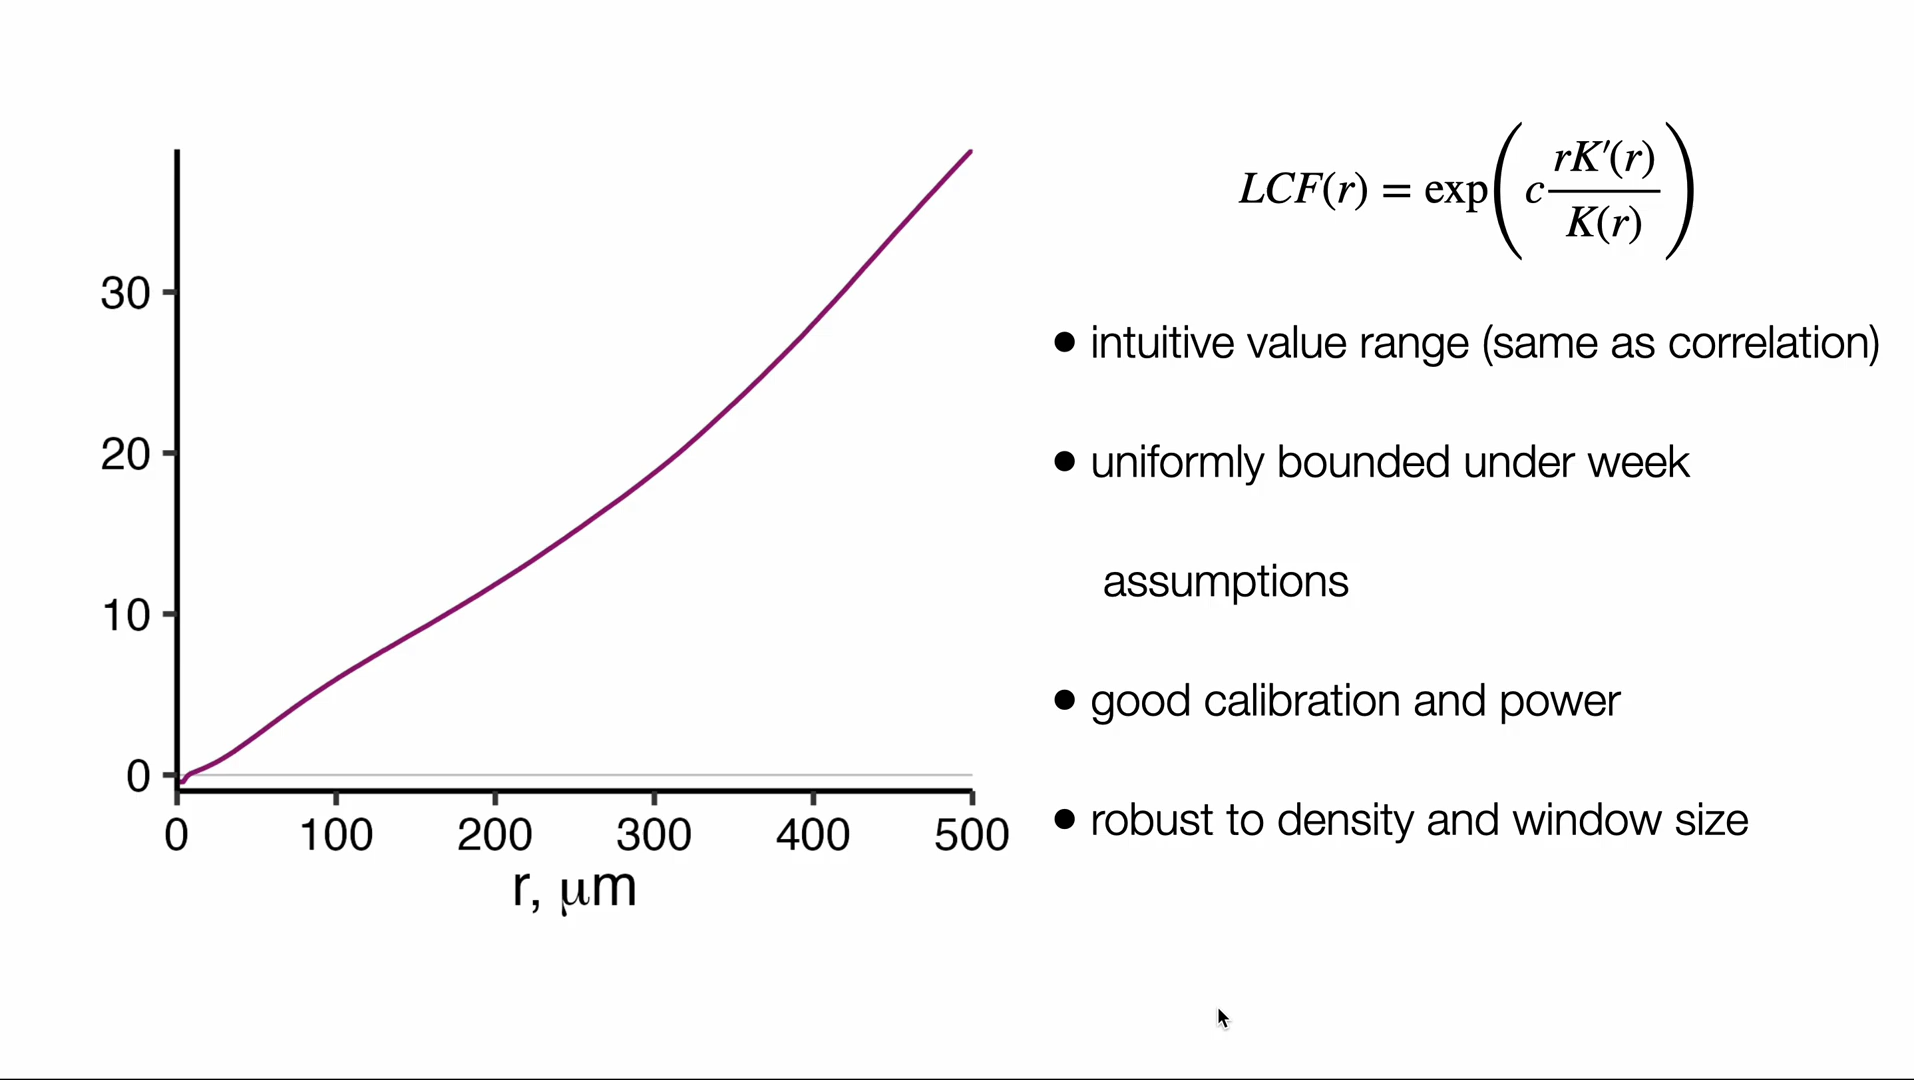 30
20
10
0
0 100 200 300 400 500
r, μm
LCF(r) = exp(c rK′(r) / K(r))
● intuitive value range (same as correlation)
● uniformly bounded under week
assumptions
● good calibration and power
● robust to density and window size